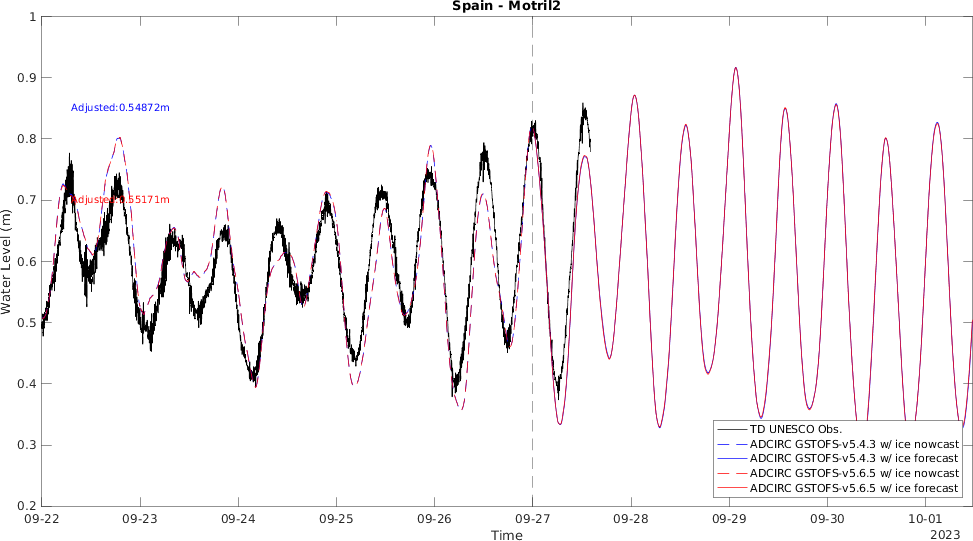 Spain - Motril2
1
0.9
0.8
0.7
0.6
0.5
0.4
0.3
0.2
Water Level (m)
Adjusted:0.54872m
Adjusted:0.55171m
TD UNESCO Obs.
ADCIRC GSTOFS-v5.4.3 w/ ice nowcast
ADCIRC GSTOFS-v5.4.3 w/ ice forecast
ADCIRC GSTOFS-v5.6.5 w/ ice nowcast
ADCIRC GSTOFS-v5.6.5 w/ ice forecast
09-22 09-23 09-24 09-25 09-26 09-27 09-28 09-29 09-30 10-01
2023
Time